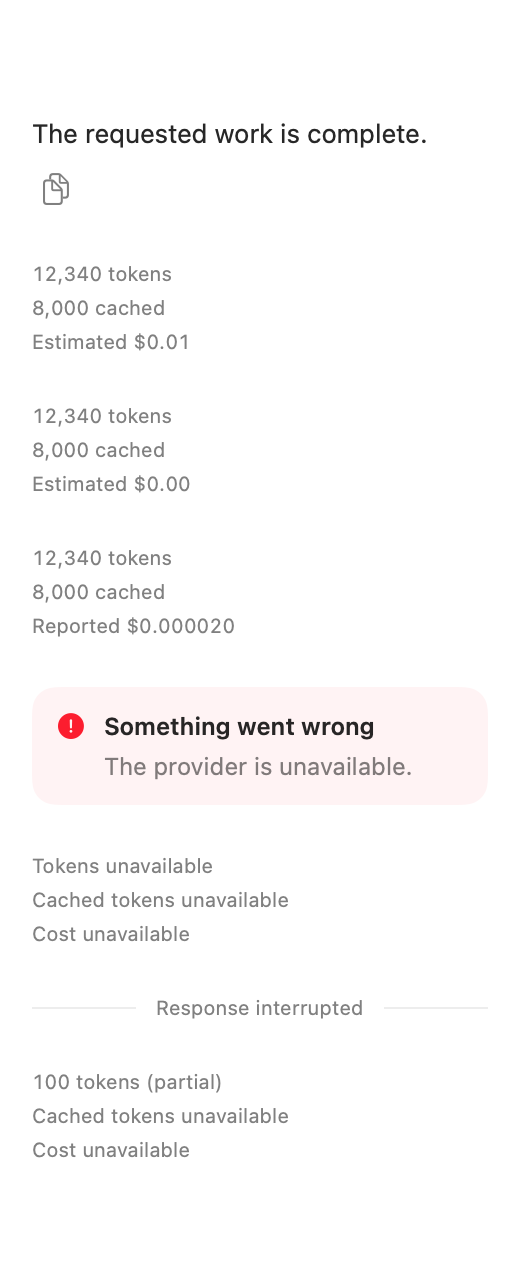 The requested work is complete.
12,340 tokens
8,000 cached
Estimated $0.01
12,340 tokens
8,000 cached
Estimated $0.00
12,340 tokens
8,000 cached
Reported $0.000020
Something went wrong
The provider is unavailable.
Tokens unavailable
Cached tokens unavailable
Cost unavailable
Response interrupted
100 tokens (partial)
Cached tokens unavailable
Cost unavailable